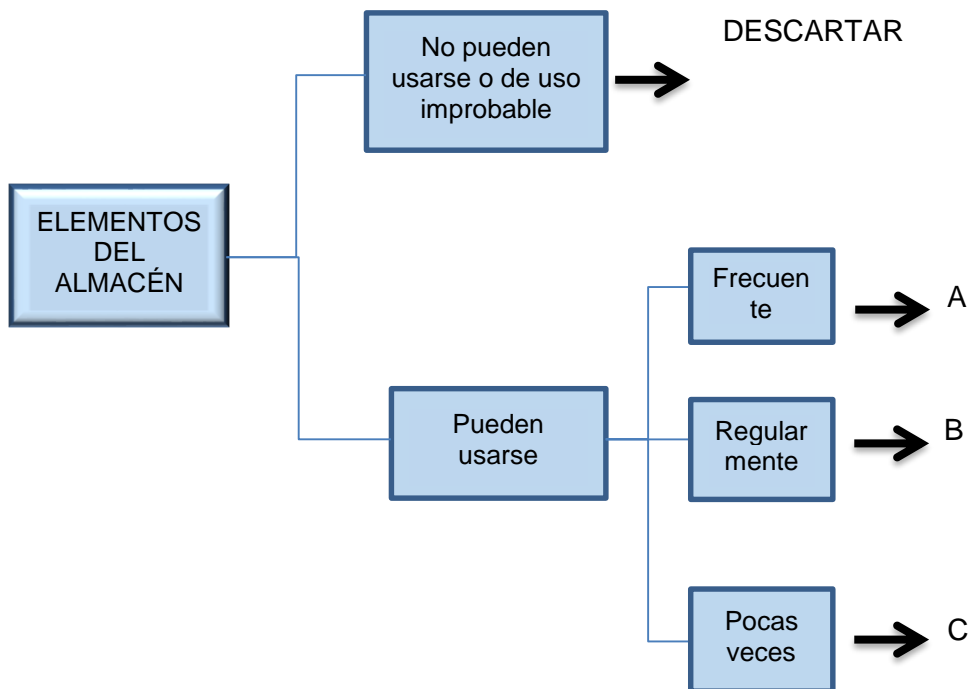 No pueden
usarse o de uso
improbable
DESCARTAR
ELEMENTOS
DEL
ALMACÉN
Pueden
usarse
Frecuen
te
A
Regular
mente
B
Pocas
veces
C